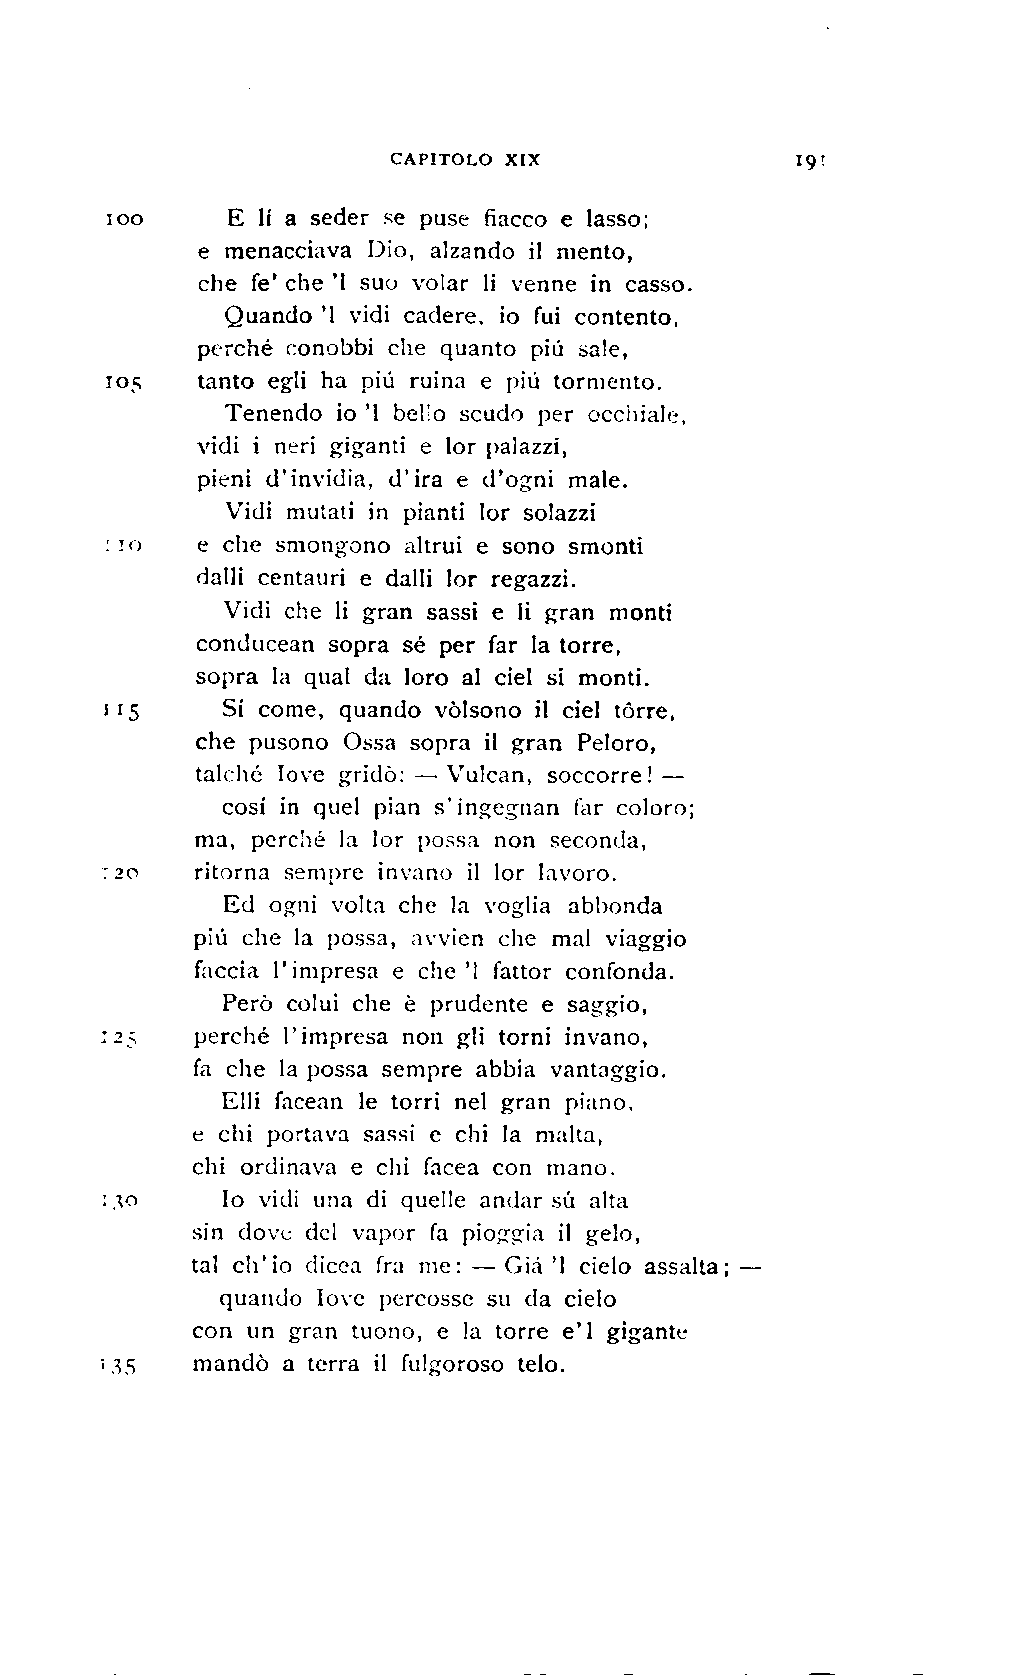 CAPITOLO XIX 191
100 E lí a seder se puse fiacco e lasso;
e menacciava Dio, alzando il mento,
che fe' che 'l suo volar li venne in casso.
Quando 'l vidi cadere, io fui contento,
perché conobbi che quanto piú sale,
105 tanto egli ha piú ruina e piú tormento.
Tenendo io 'l bello scudo per occhiale,
vidi i neri giganti e lor palazzi,
pieni d'invidia, d'ira e d'ogni male.
Vidi mutati in pianti lor solazzi
110 e che smongono altrui e sono smonti
dalli centauri e dalli lor regazzi.
Vidi che li gran sassi e li gran monti
conducean sopra sé per far la torre,
sopra la qual da loro al ciel si monti.
115 Sí come, quando vòlsono il ciel tôrre,
che pusono Ossa sopra il gran Peloro,
talché Iove gridò: — Vulcan, soccorre! —
cosí in quel pian s'ingegnan far coloro;
ma, perché la lor possa non seconda,
120 ritorna sempre invano il lor lavoro.
Ed ogni volta che la voglia abbonda
piú che la possa, avvien che mal viaggio
faccia l'impresa e che 'l fattor confonda.
Però colui che è prudente e saggio,
125 perché l'impresa non gli torni invano,
fa che la possa sempre abbia vantaggio.
Elli facean le torri nel gran piano,
e chi portava sassi e chi la malta,
chi ordinava e chi facea con mano.
130 Io vidi una di quelle andar sú alta
sin dove del vapor fa pioggia il gelo,
tal ch'io dicea fra me: — Giá 'l cielo assalta; —
quando Iove percosse su da cielo
con un gran tuono, e la torre e'l gigante
135 mandò a terra il fulgoroso telo.